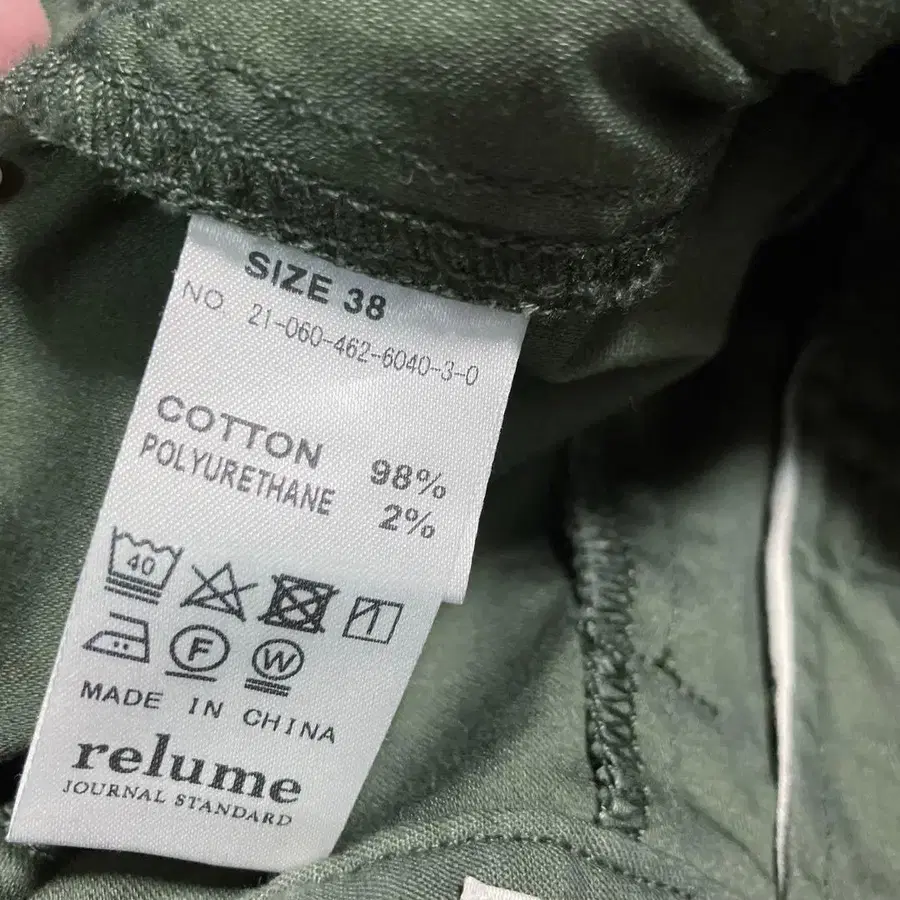 SIZE 38
NO 21-060-462-6040-3-0
COTTON 98%
POLYURETHANE 2%
40
F W
MADE IN CHINA
relume
JOURNAL STANDARD